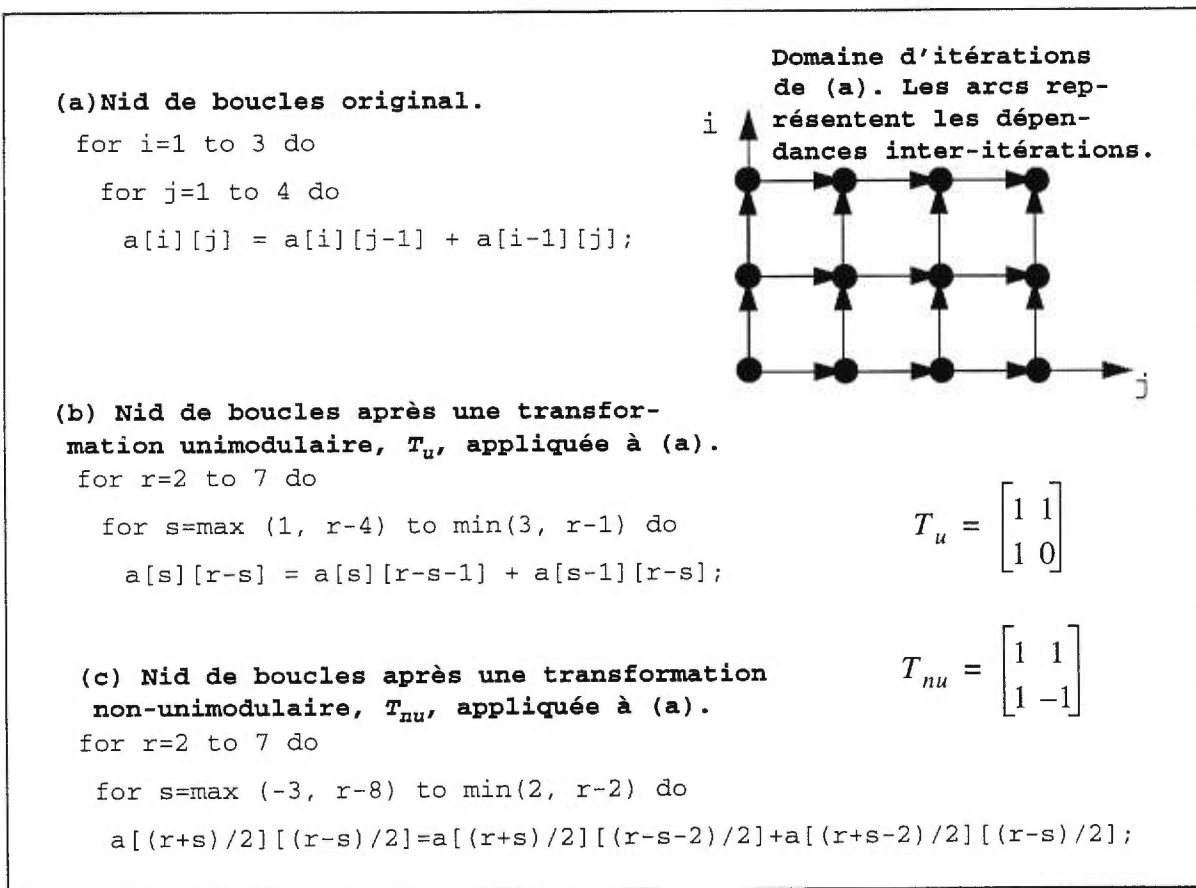 Domaine d'itérations
de (a). Les arcs rep-
résentent les dépen-
dances inter-itérations.
(a)Nid de boucles original.
for i=1 to 3 do
for j=1 to 4 do
a[i][j] = a[i][j-1] + a[i-1][j];
i
j
(b) Nid de boucles après une transfor-
mation unimodulaire, Tu, appliquée à (a).
for r=2 to 7 do
for s=max (1, r-4) to min(3, r-1) do
a[s][r-s] = a[s][r-s-1] + a[s-1][r-s];
Tu = [1 1
1 0]
(c) Nid de boucles après une transformation
non-unimodulaire, Tnu, appliquée à (a).
for r=2 to 7 do
for s=max (-3, r-8) to min(2, r-2) do
a[(r+s)/2][(r-s)/2]=a[(r+s)/2][(r-s-2)/2]+a[(r+s-2)/2][(r-s)/2];
Tnu = [1 1
1 -1]